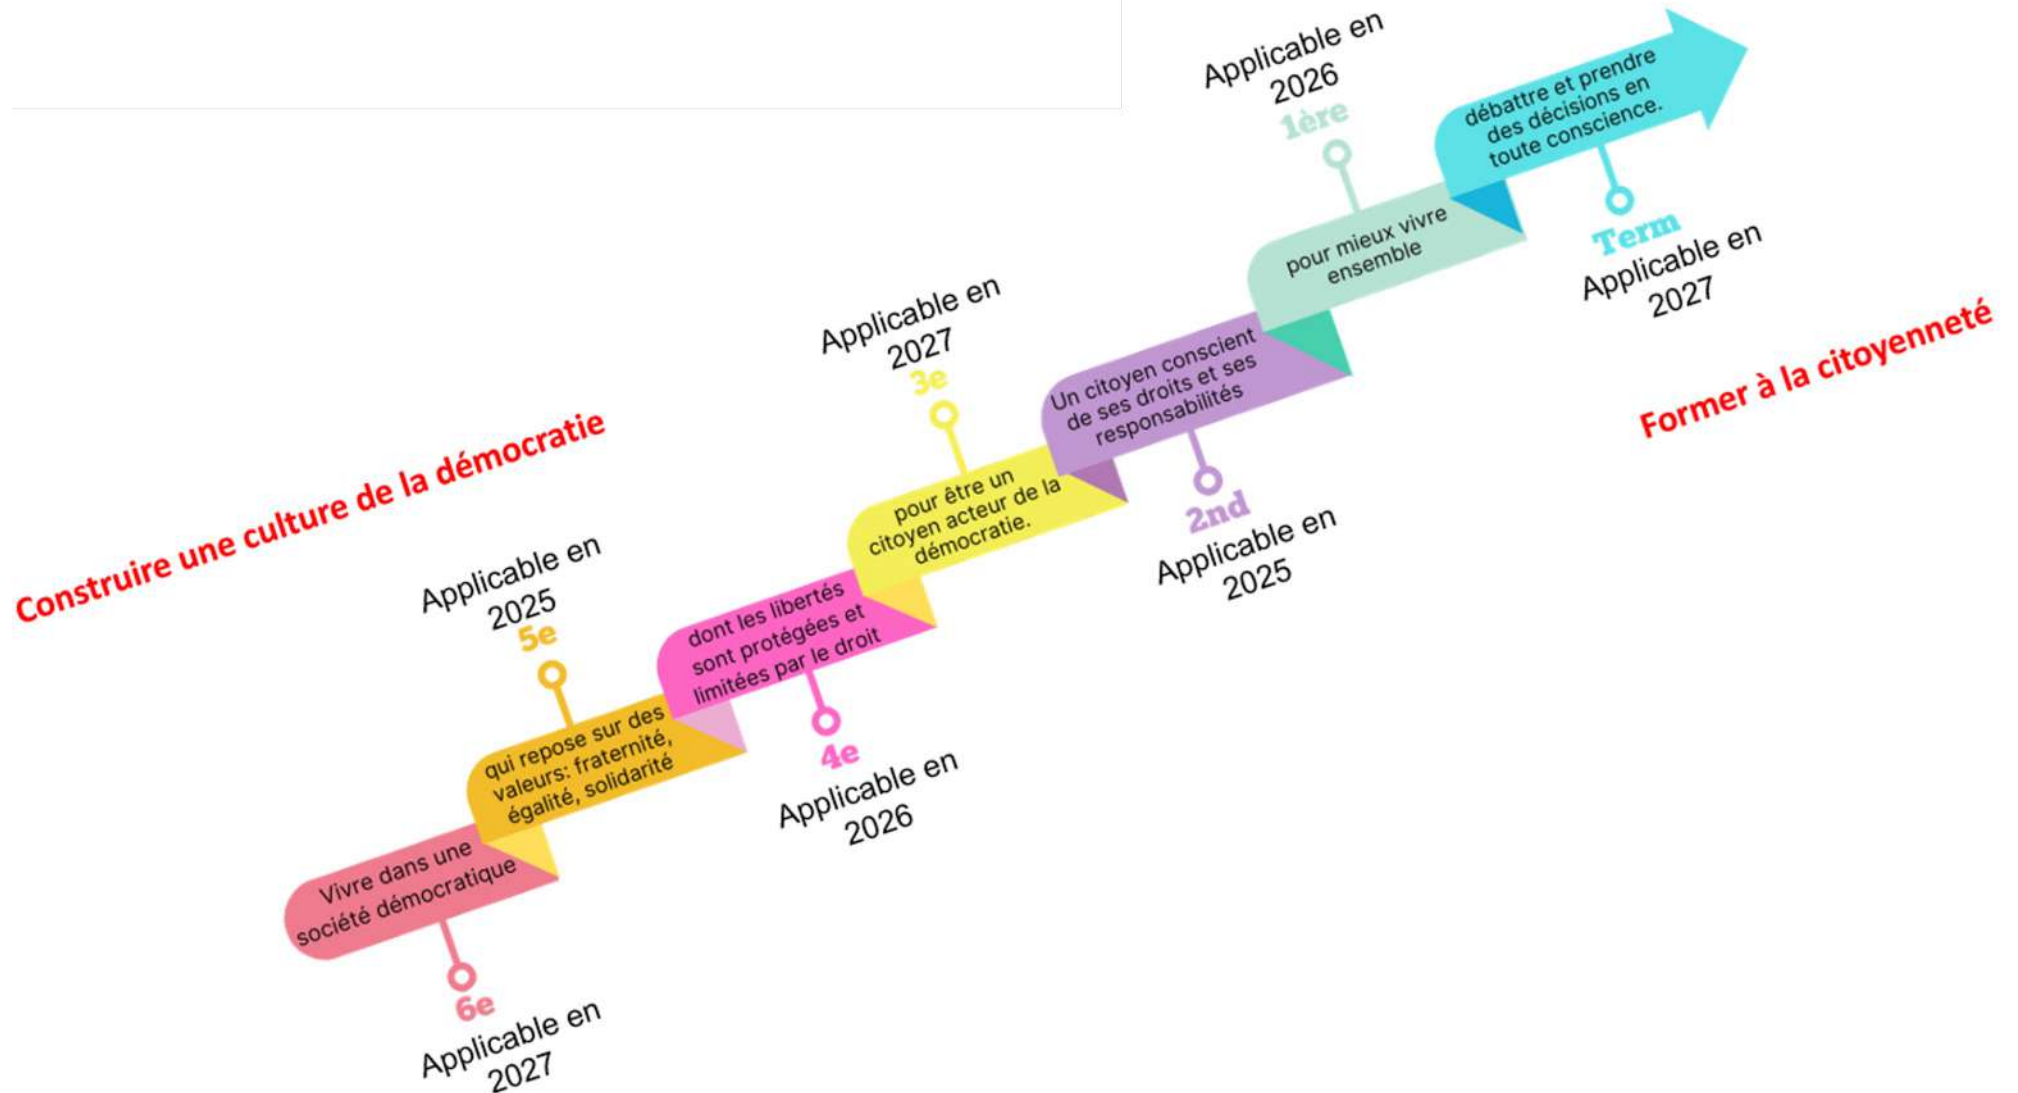 Construire une culture de la démocratie
Vivre dans une
société démocratique
6e
Applicable en
2027
Applicable en
2025
5e
qui repose sur des
valeurs: fraternité,
égalité, solidarité
dont les libertés
sont protégées et
limitées par le droit
4e
Applicable en
2026
Applicable en
2027
3e
pour être un
citoyen acteur de la
démocratie.
Un citoyen conscient
de ses droits et ses
responsabilités
2nd
Applicable en
2025
Applicable en
2026
1ère
pour mieux vivre
ensemble
débattre et prendre
des décisions en
toute conscience.
Term
Applicable en
2027
Former à la citoyenneté